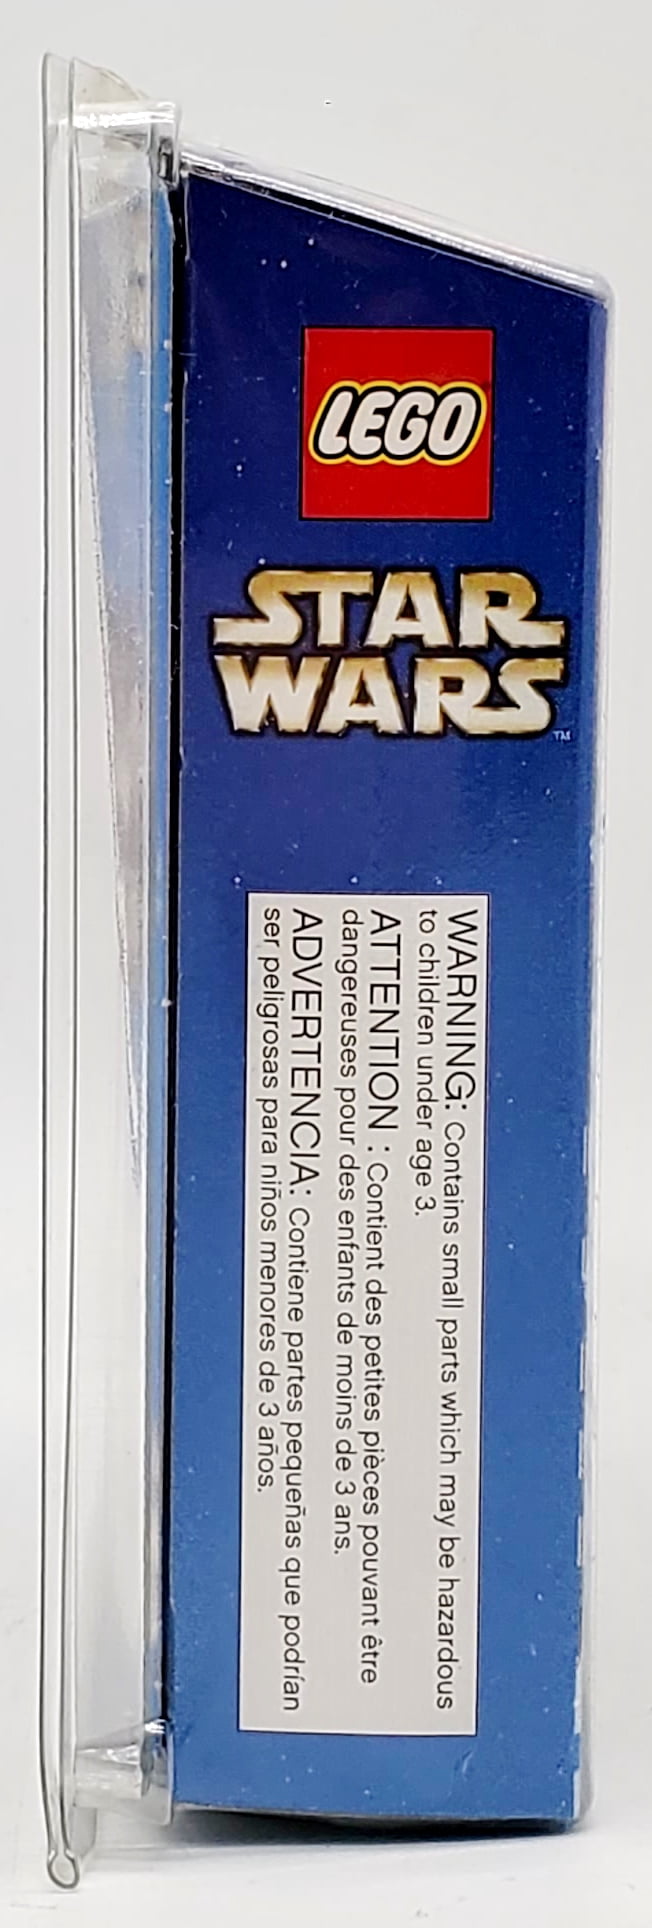 LEGO
STAR
WARS
TM
WARNING: Contains small parts which may be hazardous
to children under age 3.
ATTENTION : Contient des petites pièces pouvant être
dangereuses pour des enfants de moins de 3 ans.
ADVERTENCIA: Contiene partes pequeñas que podrían
ser peligrosas para niños menores de 3 años.